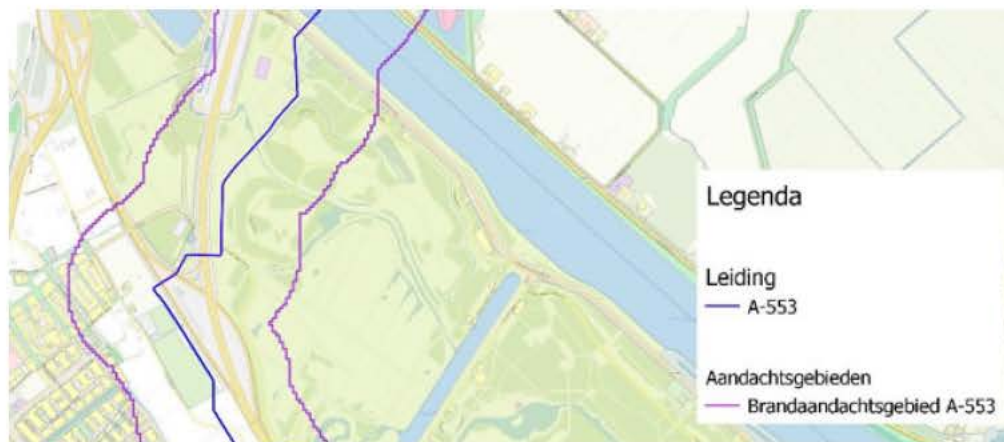 Legenda
Leiding
A-553
Aandachtsgebieden
Brandaandachtsgebied A-553